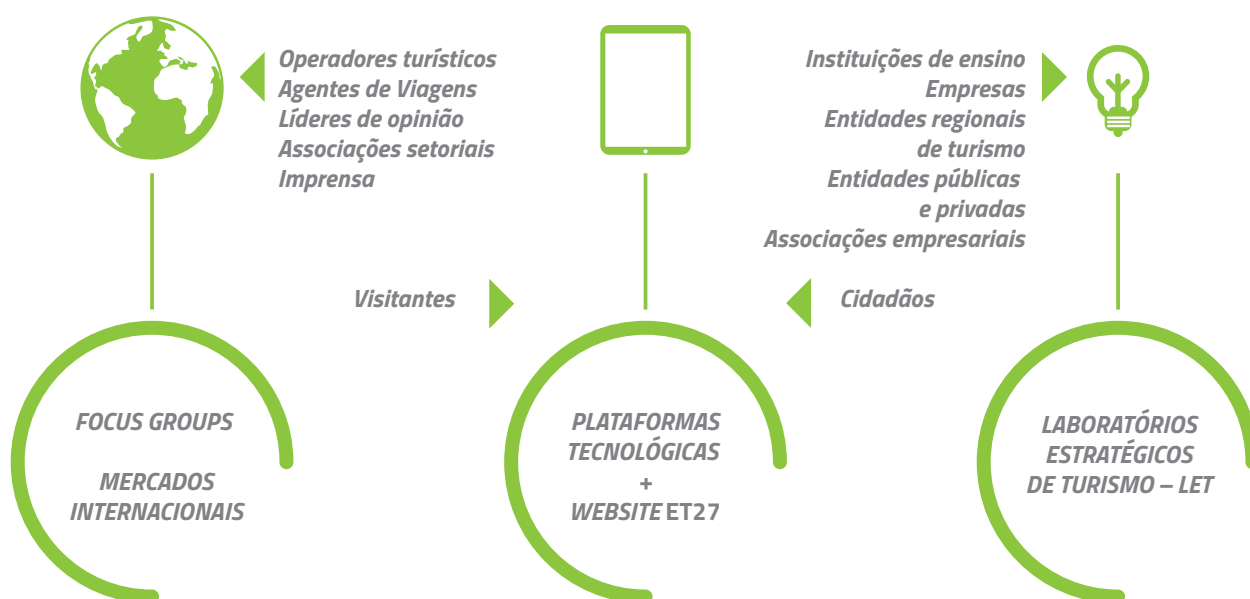 Operadores turísticos
Agentes de Viagens
Líderes de opinião
Associações setoriais
Imprensa
Instituições de ensino
Empresas
Entidades regionais
de turismo
Entidades públicas
e privadas
Associações empresariais
Visitantes
Cidadãos
FOCUS GROUPS
MERCADOS
INTERNACIONAIS
PLATAFORMAS
TECNOLÓGICAS
+
WEBSITE ET27
LABORATÓRIOS
ESTRATÉGICOS
DE TURISMO – LET